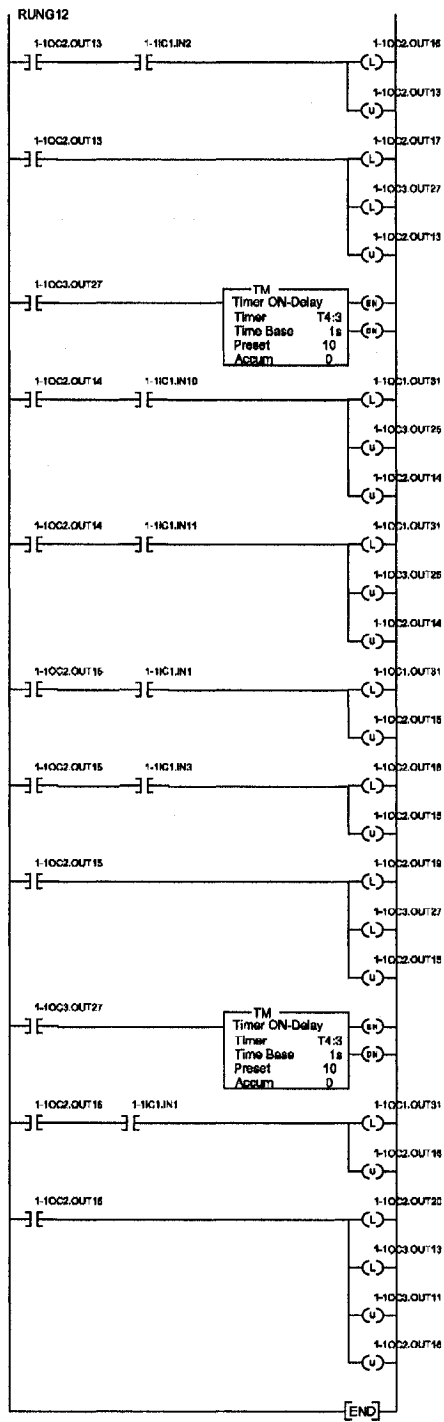 RUNG12
1-1OC2.OUT13 1-1IC1.IN2 1-1OC2.OUT16
1-1OC2.OUT13
1-1OC2.OUT13 1-1OC2.OUT17
1-1OC3.OUT27
1-1OC2.OUT13
1-1OC3.OUT27
TM
Timer ON-Delay
Timer T4:3
Time Base 1s
Preset 10
Accum 0
EN
DN
1-1OC2.OUT14 1-1IC1.IN10 1-1OC1.OUT31
1-1OC3.OUT25
1-1OC2.OUT14
1-1OC2.OUT14 1-1IC1.IN11 1-1OC1.OUT31
1-1OC3.OUT26
1-1OC2.OUT14
1-1OC2.OUT15 1-1IC1.IN1 1-1OC1.OUT31
1-1OC2.OUT15
1-1OC2.OUT15 1-1IC1.IN3 1-1OC2.OUT18
1-1OC2.OUT15
1-1OC2.OUT15 1-1OC2.OUT19
1-1OC3.OUT27
1-1OC2.OUT15
1-1OC3.OUT27
TM
Timer ON-Delay
Timer T4:3
Time Base 1s
Preset 10
Accum 0
EN
DN
1-1OC2.OUT16 1-1IC1.IN1 1-1OC1.OUT31
1-1OC2.OUT16
1-1OC2.OUT16 1-1OC2.OUT20
1-1OC3.OUT13
1-1OC3.OUT11
1-1OC2.OUT16
END